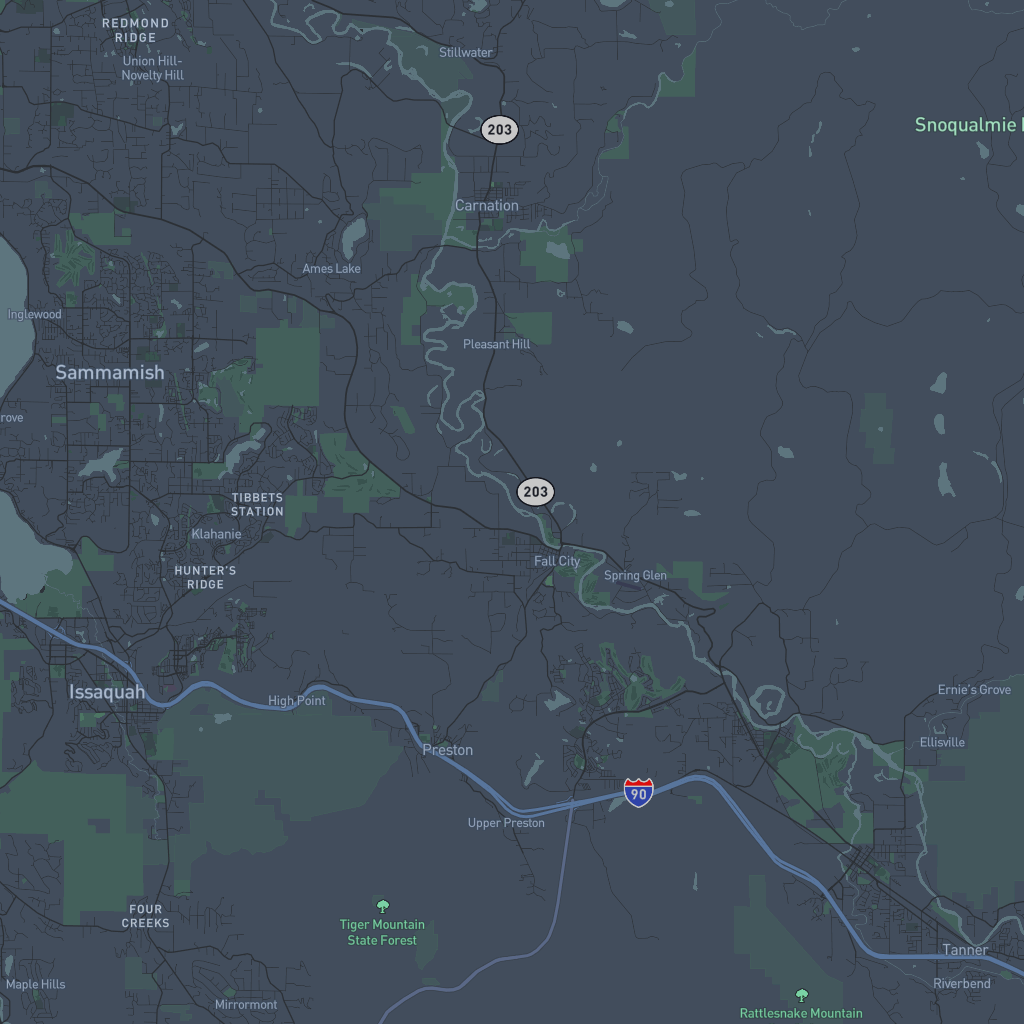 REDMOND
RIDGE
Union Hill-
Novelty Hill
Stillwater
203
Snoqualmie
Carnation
Ames Lake
Inglewood
Pleasant Hill
Sammamish
rove
TIBBETS
STATION
203
Klahanie
Fall City
HUNTER'S
RIDGE
Spring Glen
Issaquah
High Point
Ernie's Grove
Ellisville
Preston
90
Upper Preston
FOUR
CREEKS
Tiger Mountain
State Forest
Tanner
Maple Hills
Riverbend
Mirrormont
Rattlesnake Mountain